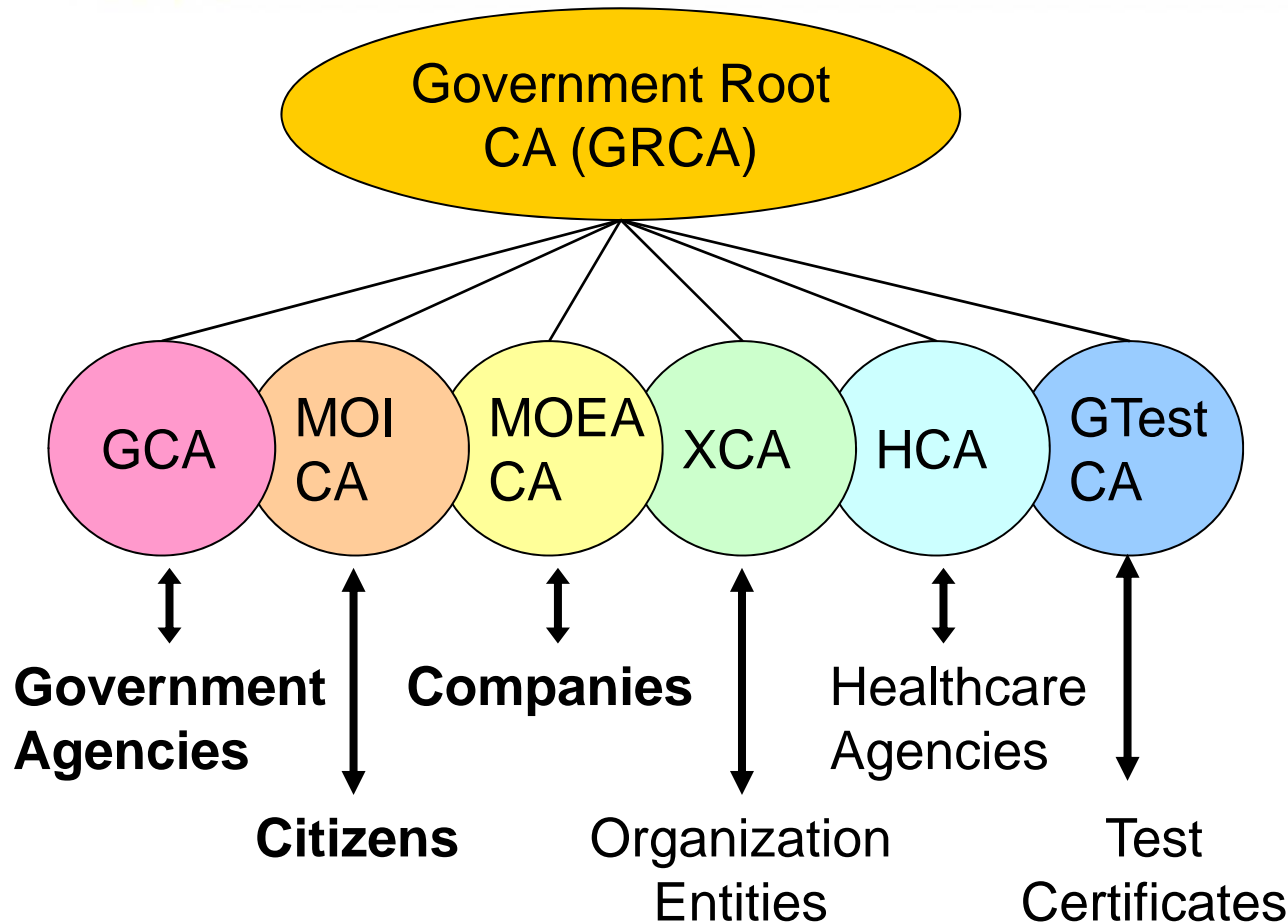 Government Root
CA (GRCA)
GCA
MOI
CA
MOEA
CA
XCA
HCA
GTest
CA
Government
Agencies
Citizens
Companies
Organization
Entities
Healthcare
Agencies
Test
Certificates